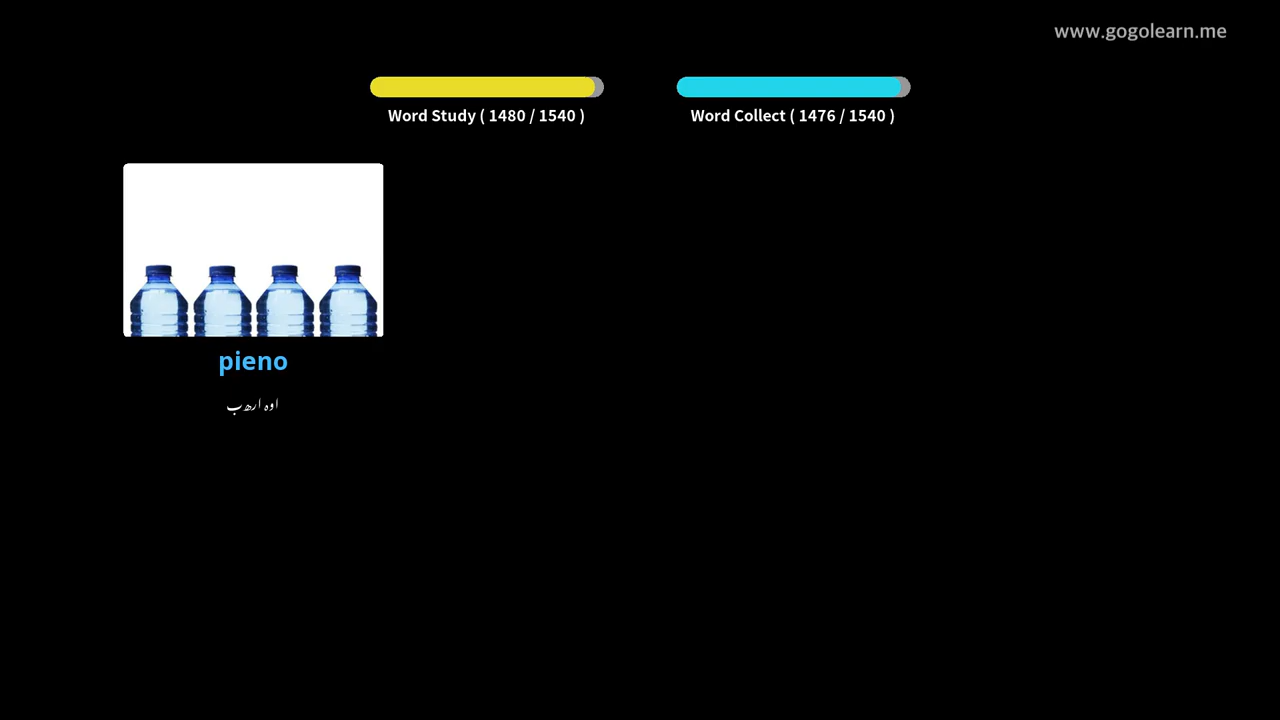 www.gogolearn.me
Word Study ( 1480 / 1540 )
Word Collect ( 1476 / 1540 )
pieno
اوہ ارھب